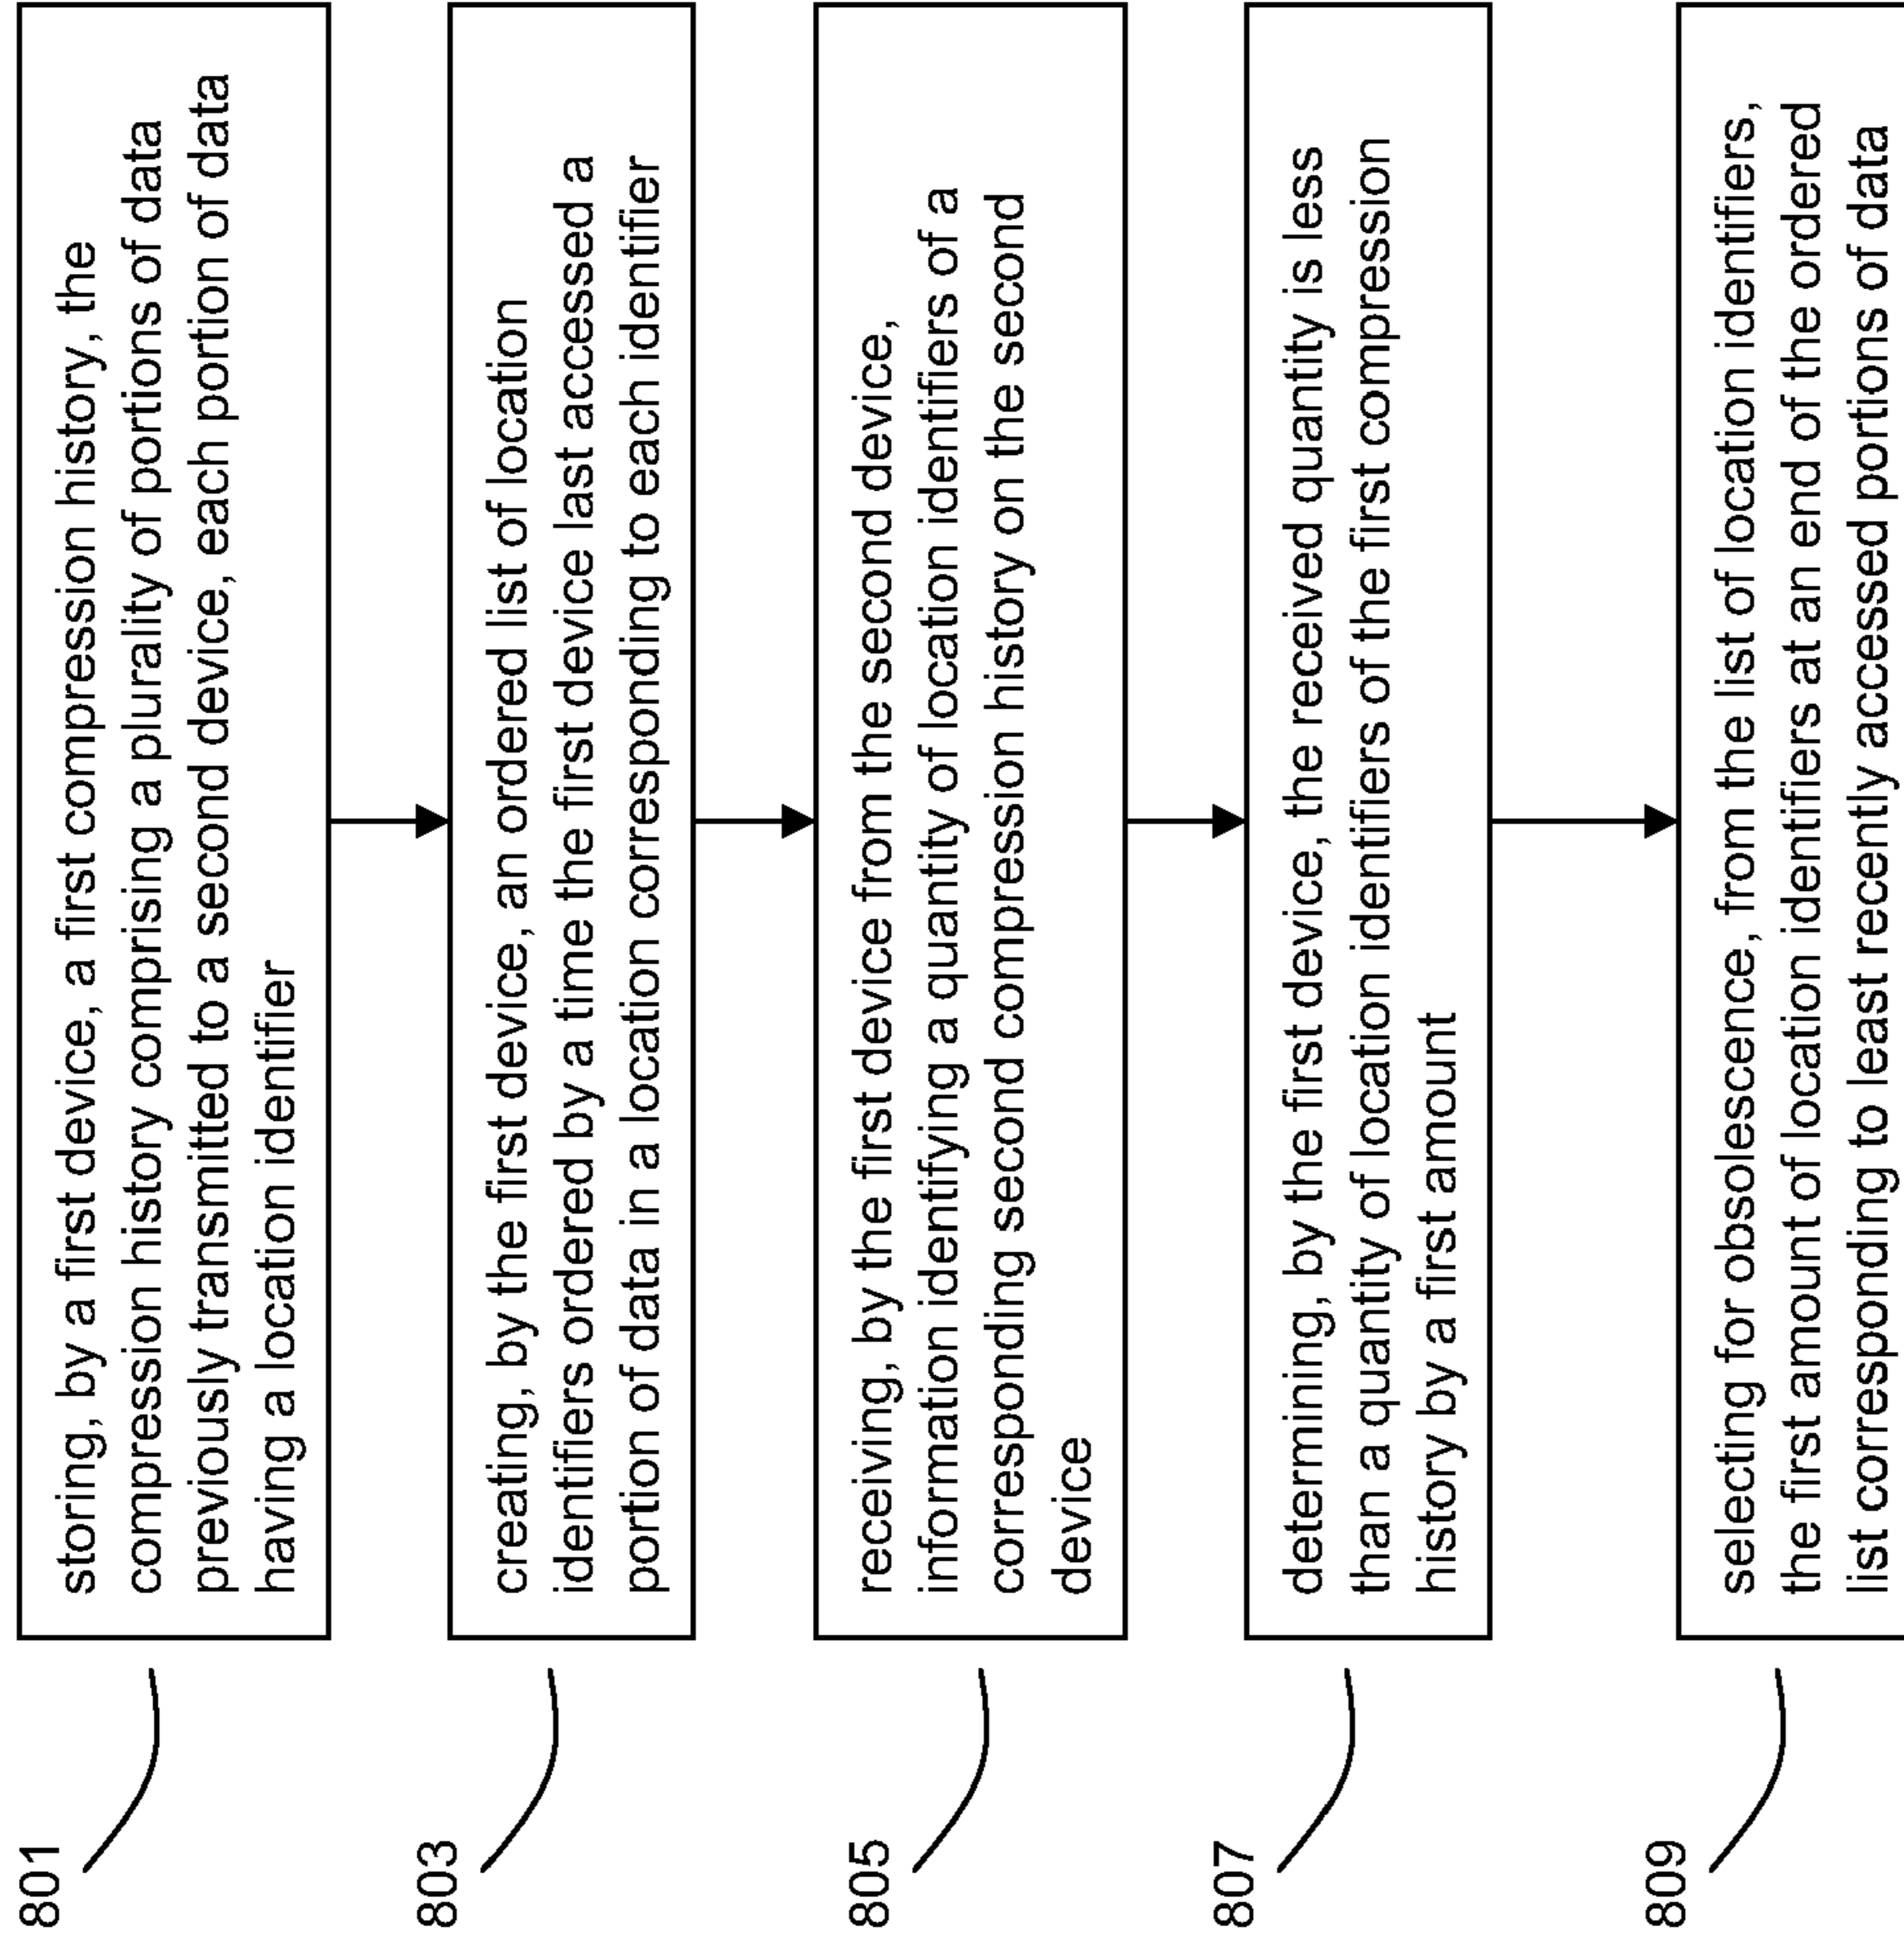 801
storing, by a first device, a first compression history, the
compression history comprising a plurality of portions of data
previously transmitted to a second device, each portion of data
having a location identifier
803
creating, by the first device, an ordered list of location
identifiers ordered by a time the first device last accessed a
portion of data in a location corresponding to each identifier
805
receiving, by the first device from the second device,
information identifying a quantity of location identifiers of a
corresponding second compression history on the second
device
807
determining, by the first device, the received quantity is less
than a quantity of location identifiers of the first compression
history by a first amount
809
selecting for obsolescence, from the list of location identifiers,
the first amount of location identifiers at an end of the ordered
list corresponding to least recently accessed portions of data